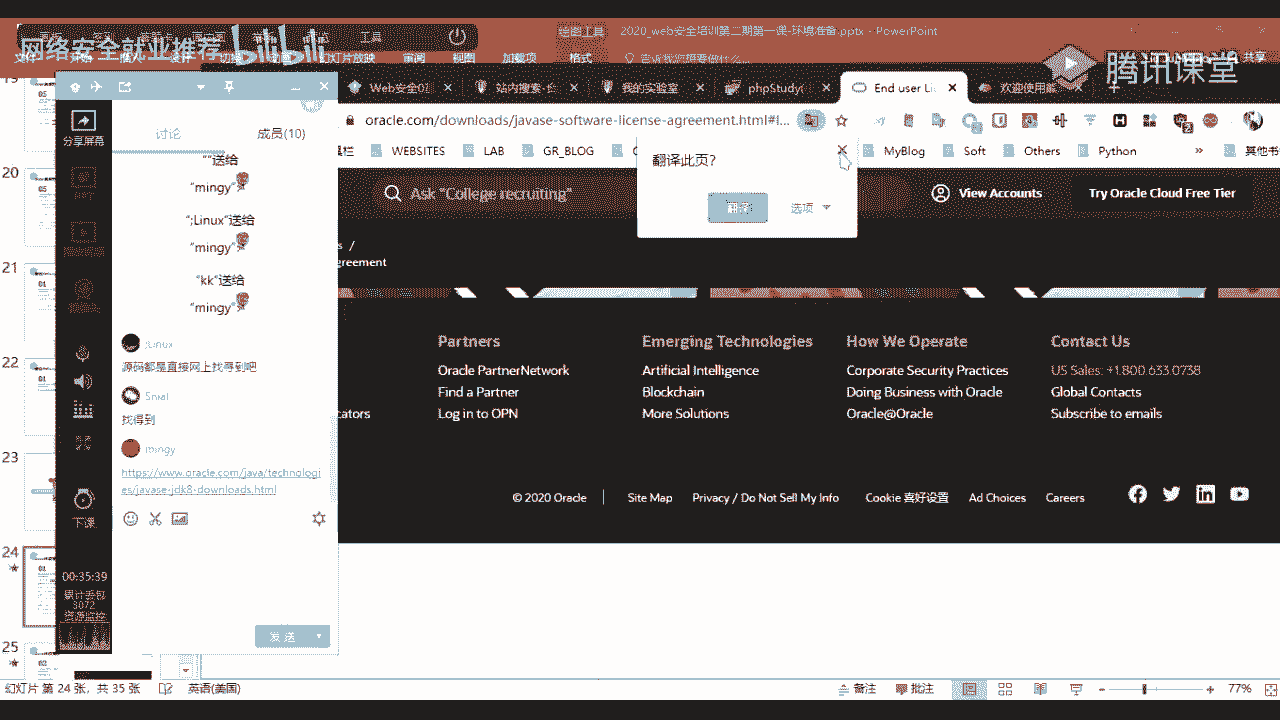 网络安全就业推荐
bilibili
工具
绘图工具
2020_web安全培训第二期第一课-环境准备.pptx - PowerPoint
审阅
视图
加载项
格式
告诉我您想要做什么...
共享
腾讯课堂
Web安全0
站内搜索-长
我的实验室
phpStudy
End user Li
欢迎使用
oracle.com/downloads/javase-software-license-agreement.html#l...
WEBSITES
LAB
GR_BLOG
MyBlog
Soft
Others
Python
»
其他书
翻译此页?
翻译
选项
Ask "College recruiting"
View Accounts
Try Oracle Cloud Free Tier
s /
greement
分享屏幕
讨论
成员(10)
""送给
"mingy"
";Linux"送给
"mingy"
"kk"送给
"mingy"
;Linux
源码都是直接网上找寻到吧
Snial
找得到
mingy
https://www.oracle.com/java/technologi
es/javase-jdk8-downloads.html
下课
00:35:39
累计丢包
3072
资源监控
发送
Partners
Oracle PartnerNetwork
Find a Partner
Log in to OPN
cators
Emerging Technologies
Artificial Intelligence
Blockchain
More Solutions
How We Operate
Corporate Security Practices
Doing Business with Oracle
Oracle@Oracle
Contact Us
US Sales: +1.800.633.0738
Global Contacts
Subscribe to emails
© 2020 Oracle
Site Map
Privacy / Do Not Sell My Info
Cookie 喜好设置
Ad Choices
Careers
19
20
21
22
23
24
25
幻灯片 第 24 张，共 35 张
英语(美国)
备注
批注
77%